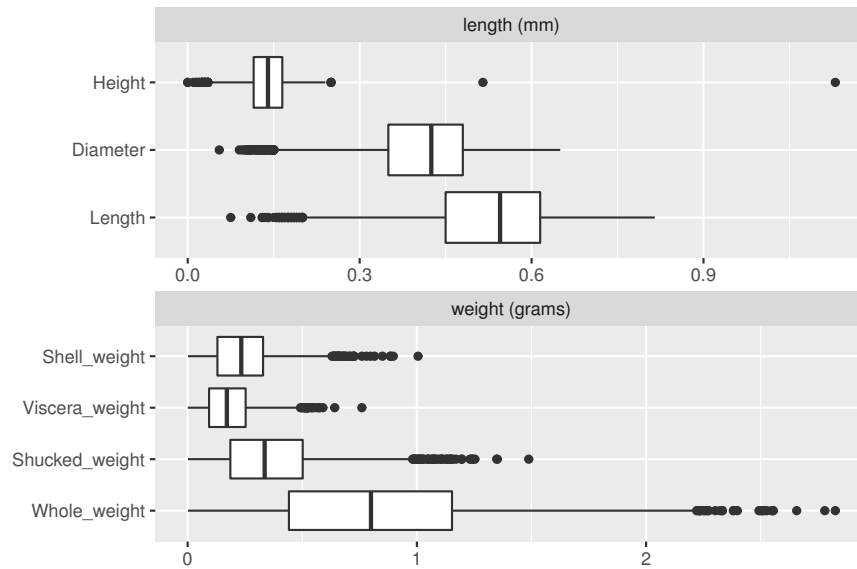 length (mm)
Height
Diameter
Length
0.0 0.3 0.6 0.9
weight (grams)
Shell_weight
Viscera_weight
Shucked_weight
Whole_weight
0 1 2